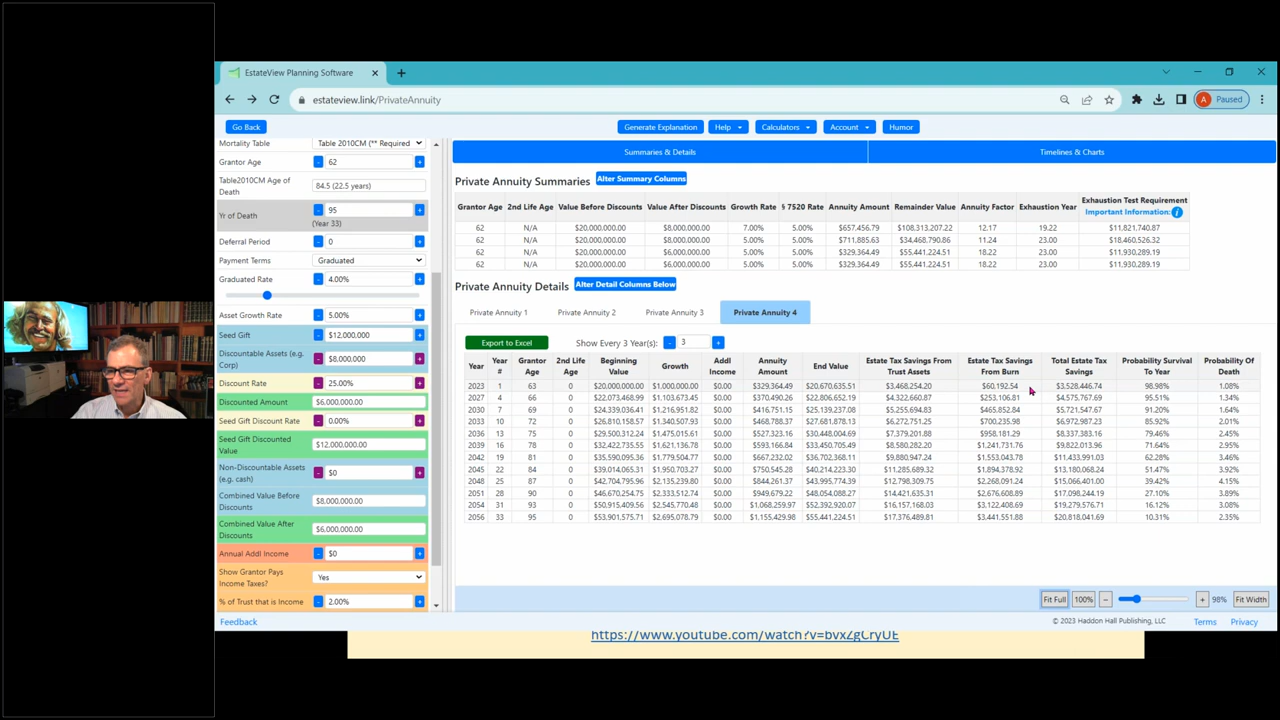 EstateView Planning Software
estateview.link/PrivateAnnuity
Paused
Go Back
Generate Explanation Help Calculators Account Humor
Mortality Table Table 2010CM (** Required
Grantor Age - 62 +
Table2010CM Age of Death 84.5 (22.5 years)
Yr of Death - 95 +
(Year 33)
Deferral Period - 0 +
Payment Terms Graduated
Graduated Rate - 4.00% +
Asset Growth Rate - 5.00% +
Seed Gift - $12,000,000 +
Discountable Assets (e.g. Corp) - $8,000,000 +
Discount Rate - 25.00% +
Discounted Amount $6,000,000.00
Seed Gift Discount Rate - 0.00% +
Seed Gift Discounted Value $12,000,000.00
Non-Discountable Assets (e.g. cash) - $0 +
Combined Value Before Discounts $8,000,000.00
Combined Value After Discounts $6,000,000.00
Annual Addl Income - $0 +
Show Grantor Pays Income Taxes? Yes
% of Trust that is Income - 2.00% +
Feedback
Summaries & Details Timelines & Charts
Private Annuity Summaries Alter Summary Columns
Grantor Age 2nd Life Age Value Before Discounts Value After Discounts Growth Rate § 7520 Rate Annuity Amount Remainder Value Annuity Factor Exhaustion Year Exhaustion Test Requirement Important Information:
62 N/A $20,000,000.00 $8,000,000.00 7.00% 5.00% $657,456.79 $108,313,207.22 12.17 19.22 $11,821,740.87
62 N/A $20,000,000.00 $8,000,000.00 5.00% 5.00% $711,885.63 $34,468,790.86 11.24 23.00 $18,460,526.32
62 N/A $20,000,000.00 $6,000,000.00 5.00% 5.00% $329,364.49 $55,441,224.51 18.22 23.00 $11,930,289.19
62 N/A $20,000,000.00 $6,000,000.00 5.00% 5.00% $329,364.49 $55,441,224.51 18.22 23.00 $11,930,289.19
Private Annuity Details Alter Detail Columns Below
Private Annuity 1 Private Annuity 2 Private Annuity 3 Private Annuity 4
Export to Excel Show Every 3 Year(s): - 3 +
Year Year # Grantor Age 2nd Life Age Beginning Value Growth Addl Income Annuity Amount End Value Estate Tax Savings From Trust Assets Estate Tax Savings From Burn Total Estate Tax Savings Probability Survival To Year Probability Of Death
2023 1 63 0 $20,000,000.00 $1,000,000.00 $0.00 $329,364.49 $20,670,635.51 $3,468,254.20 $60,192.54 $3,528,446.74 98.98% 1.08%
2027 4 66 0 $22,073,468.99 $1,103,673.45 $0.00 $370,490.26 $22,806,652.19 $4,322,660.87 $253,106.81 $4,575,767.69 95.51% 1.34%
2030 7 69 0 $24,339,036.41 $1,216,951.82 $0.00 $416,751.15 $25,139,237.08 $5,255,694.83 $465,852.84 $5,721,547.67 91.20% 1.64%
2033 10 72 0 $26,810,158.57 $1,340,507.93 $0.00 $468,788.37 $27,681,878.13 $6,272,751.25 $700,235.98 $6,972,987.23 85.92% 2.01%
2036 13 75 0 $29,500,312.24 $1,475,015.61 $0.00 $527,323.16 $30,448,004.69 $7,379,201.88 $958,181.29 $8,337,383.16 79.46% 2.45%
2039 16 78 0 $32,422,735.62 $1,621,136.78 $0.00 $593,166.84 $33,450,705.49 $8,580,282.20 $1,241,731.76 $9,822,013.96 71.64% 2.95%
2042 19 81 0 $35,590,095.36 $1,779,504.77 $0.00 $667,232.02 $36,702,368.11 $9,880,947.24 $1,553,043.78 $11,433,991.03 62.28% 3.46%
2045 22 84 0 $39,014,065.31 $1,950,703.27 $0.00 $750,545.28 $40,214,223.30 $11,285,689.32 $1,894,378.92 $13,180,068.24 51.47% 3.92%
2048 25 87 0 $42,704,795.96 $2,135,239.80 $0.00 $844,261.37 $43,995,774.39 $12,798,309.75 $2,268,091.24 $15,066,401.00 39.42% 4.15%
2051 28 90 0 $46,670,254.75 $2,333,512.74 $0.00 $949,679.22 $48,054,088.27 $14,421,635.31 $2,676,608.89 $17,098,244.19 27.10% 3.89%
2054 31 93 0 $50,915,409.56 $2,545,770.48 $0.00 $1,068,259.97 $52,392,920.07 $16,157,168.03 $3,122,879.66 $19,280,047.69 16.12% 3.08%
2056 33 95 0 $53,901,575.71 $2,695,078.79 $0.00 $1,155,429.98 $55,441,224.51 $17,376,489.81 $3,441,551.88 $20,818,041.69 10.31% 2.35%
Fit Full 100% - + 98% Fit Width
© 2023 Haddon Hall Publishing, LLC Terms Privacy
https://www.youtube.com/watch?v=bvxZgCryUE